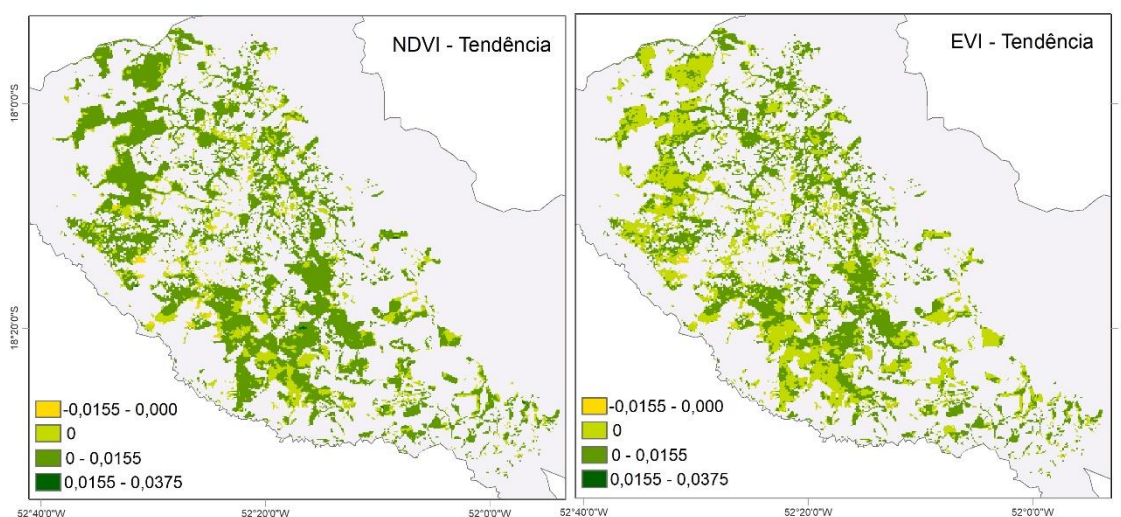 NDVI - Tendência
18°0'0"S
18°20'0"S
-0,0155 - 0,000
0
0 - 0,0155
0,0155 - 0,0375
52°40'0"W
52°20'0"W
52°0'0"W
EVI - Tendência
-0,0155 - 0,000
0
0 - 0,0155
0,0155 - 0,0375
52°40'0"W
52°20'0"W
52°0'0"W